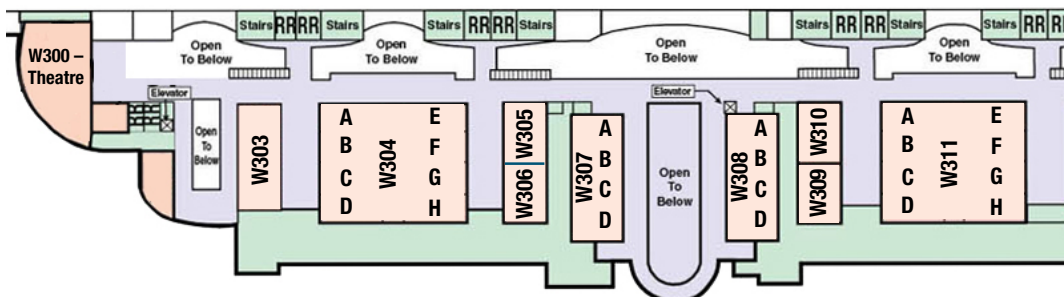 Stairs RR RR Stairs
Stairs RR RR Stairs
Stairs RR RR Stairs
Stairs RR
W300 –
Theatre
Open
To Below
Open
To Below
Open
To Below
Open
To Below
Elevator
Elevator
Open
To
Below
W303
A
B
C
D
W304
E
F
G
H
W305
W306
W307
A
B
C
D
Open
To
Below
W308
A
B
C
D
W310
W309
A
B
C
D
W311
E
F
G
H